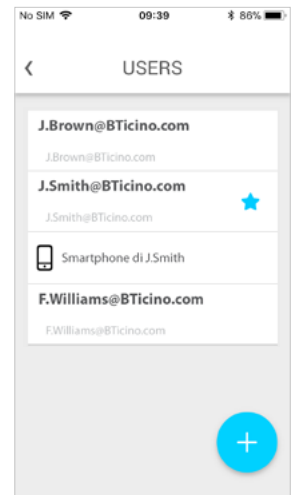 No SIM 09:39 86%
USERS
J.Brown@BTicino.com
J.Brown@BTicino.com
J.Smith@BTicino.com
J.Smith@BTicino.com
Smartphone di J.Smith
F.Williams@BTicino.com
F.Williams@BTicino.com